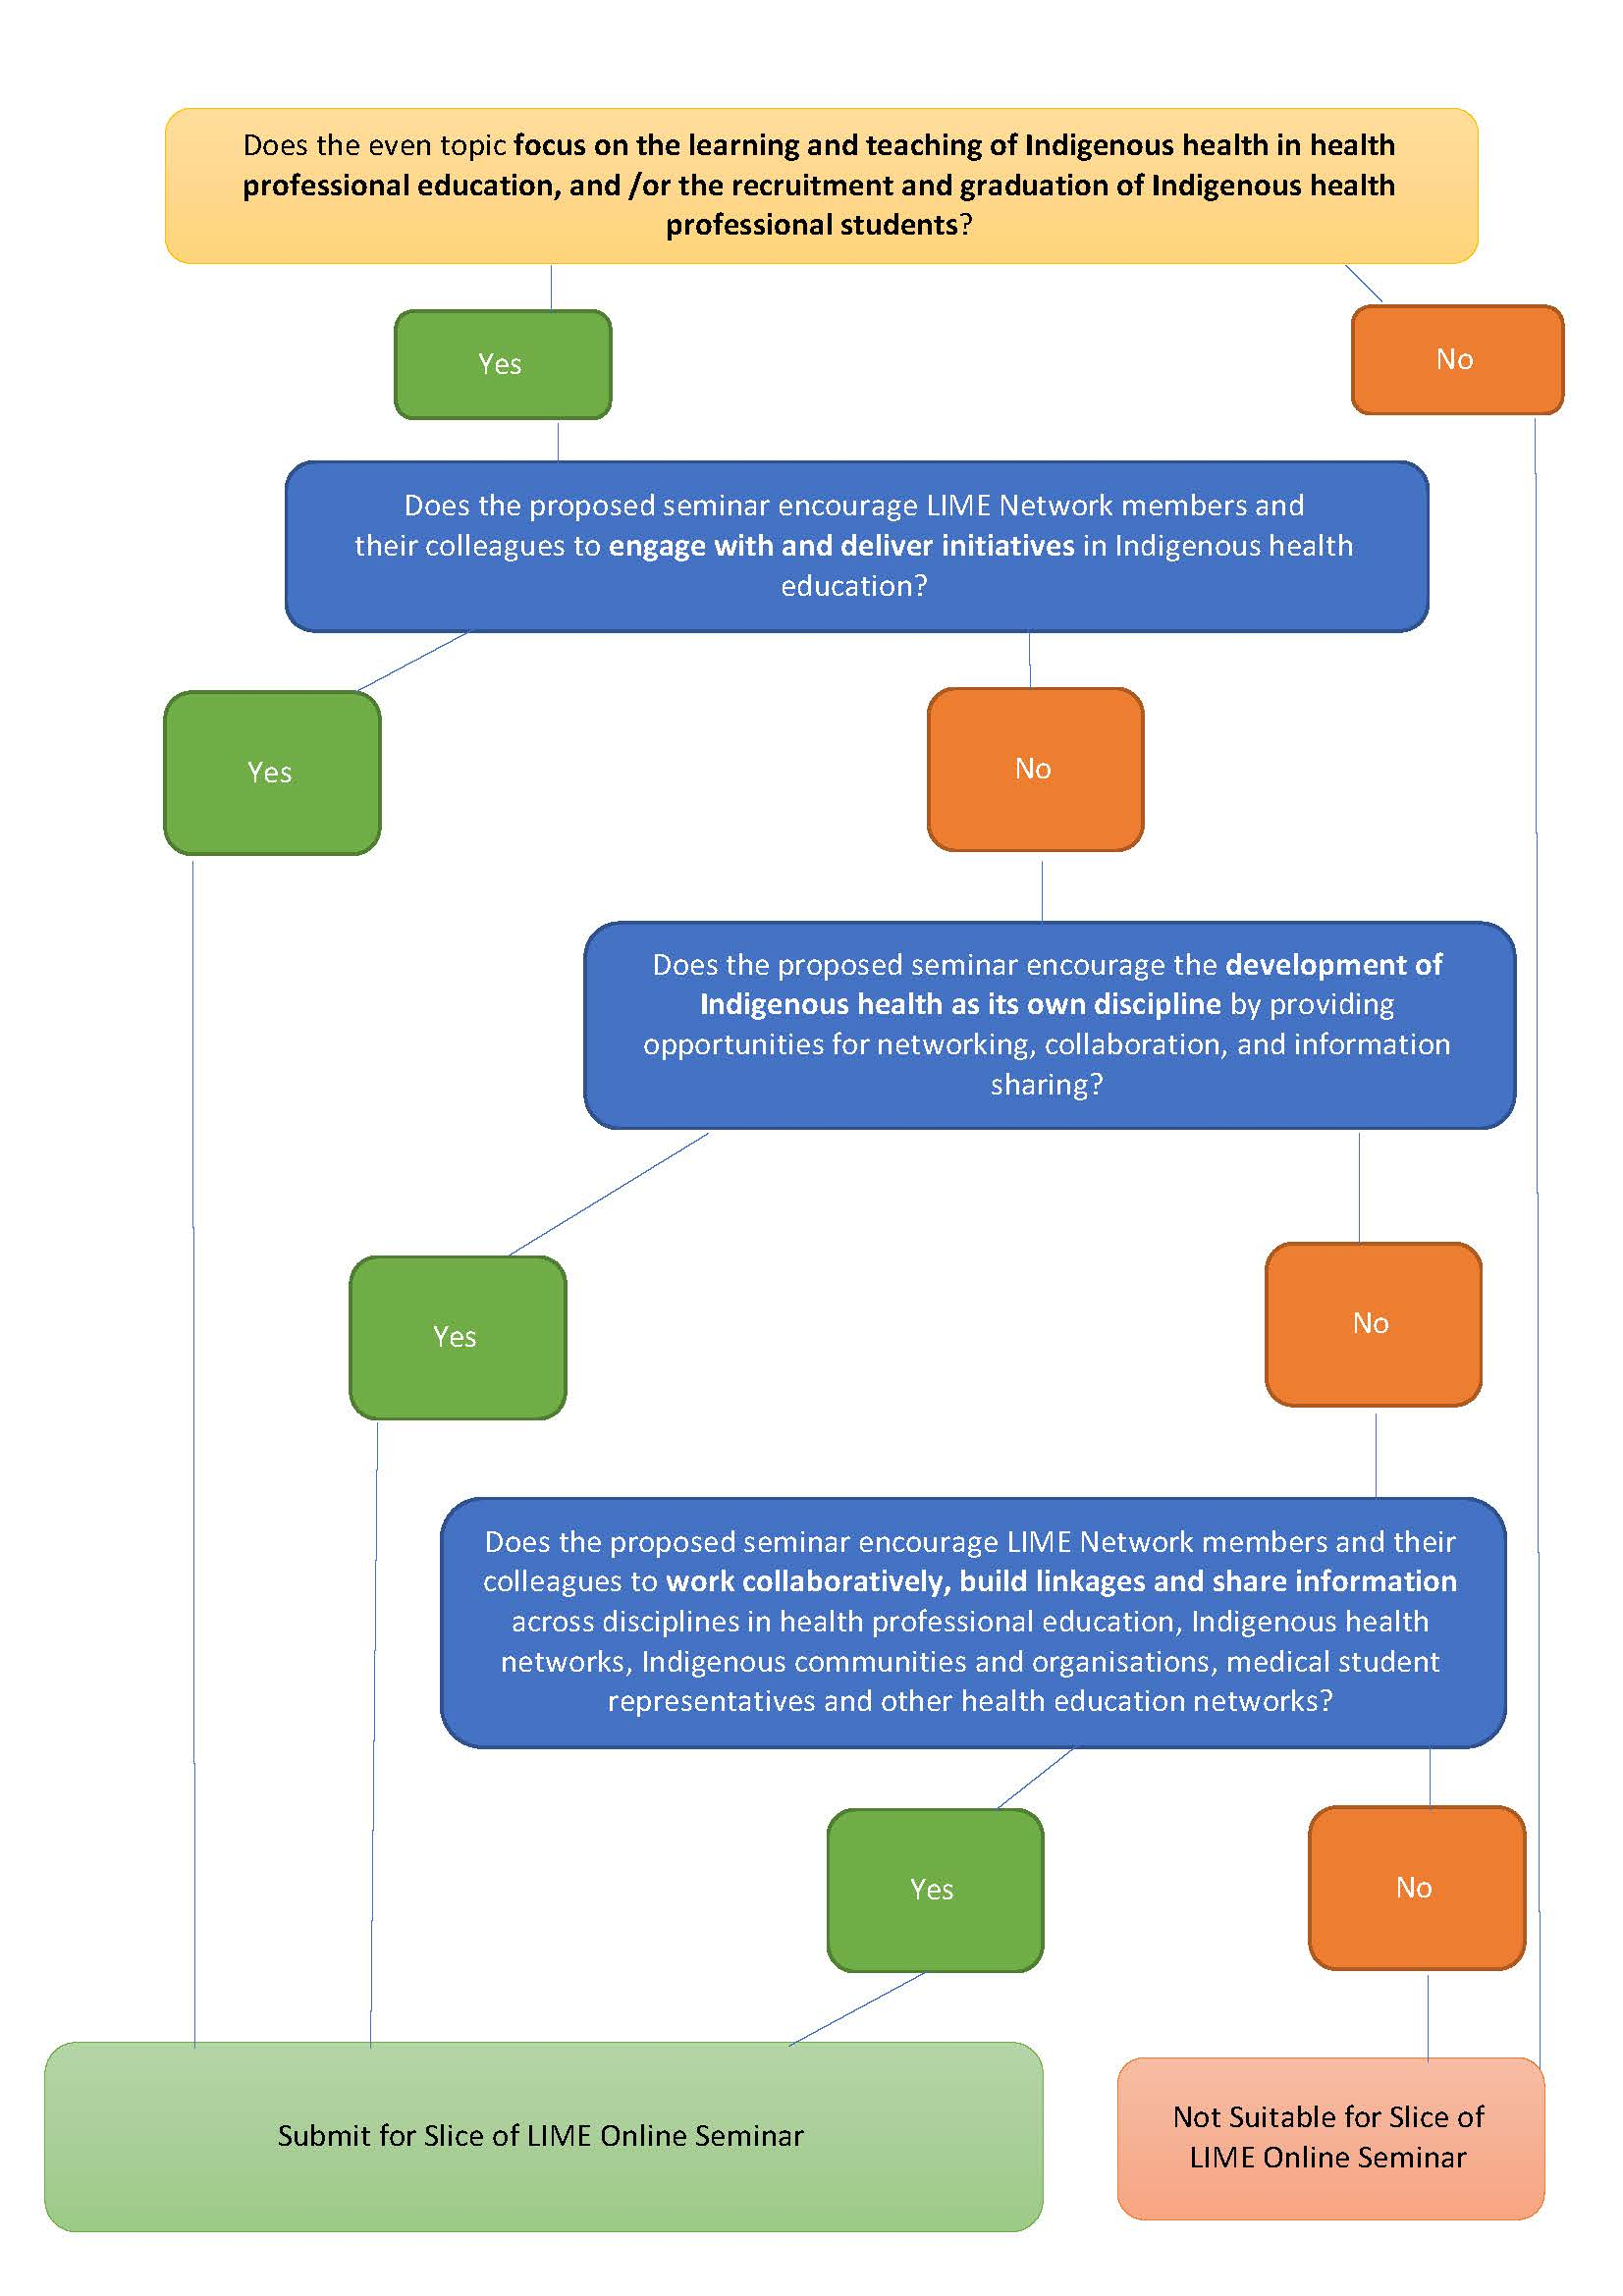 Does the even topic focus on the learning and teaching of Indigenous health in health
professional education, and /or the recruitment and graduation of Indigenous health
professional students?
Yes
No
Does the proposed seminar encourage LIME Network members and
their colleagues to engage with and deliver initiatives in Indigenous health
education?
Yes
No
Does the proposed seminar encourage the development of
Indigenous health as its own discipline by providing
opportunities for networking, collaboration, and information
sharing?
Yes
No
Does the proposed seminar encourage LIME Network members and their
colleagues to work collaboratively, build linkages and share information
across disciplines in health professional education, Indigenous health
networks, Indigenous communities and organisations, medical student
representatives and other health education networks?
Yes
No
Submit for Slice of LIME Online Seminar
Not Suitable for Slice of
LIME Online Seminar